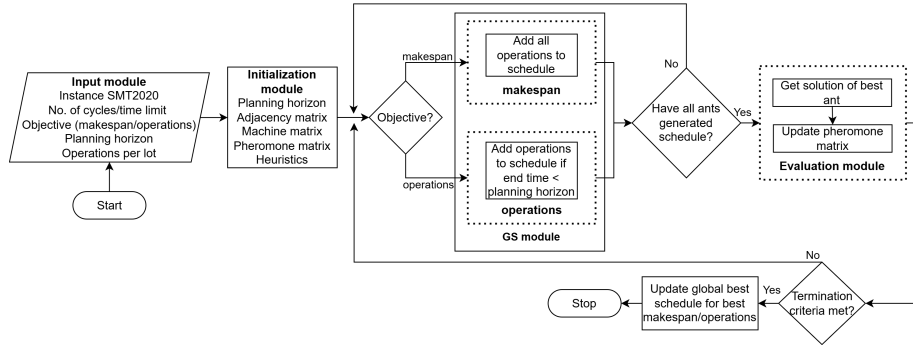 Start
Input module
Instance SMT2020
No. of cycles/time limit
Objective (makespan/operations)
Planning horizon
Operations per lot
Initialization
module
Planning horizon
Adjacency matrix
Machine matrix
Pheromone matrix
Heuristics
Objective?
makespan
operations
Add all
operations to
schedule
makespan
Add operations
to schedule if
end time <
planning horizon
operations
GS module
No
Have all ants
generated
schedule?
Yes
Get solution of best
ant
Update pheromone
matrix
Evaluation module
No
Termination
criteria met?
Yes
Update global best
schedule for best
makespan/operations
Stop